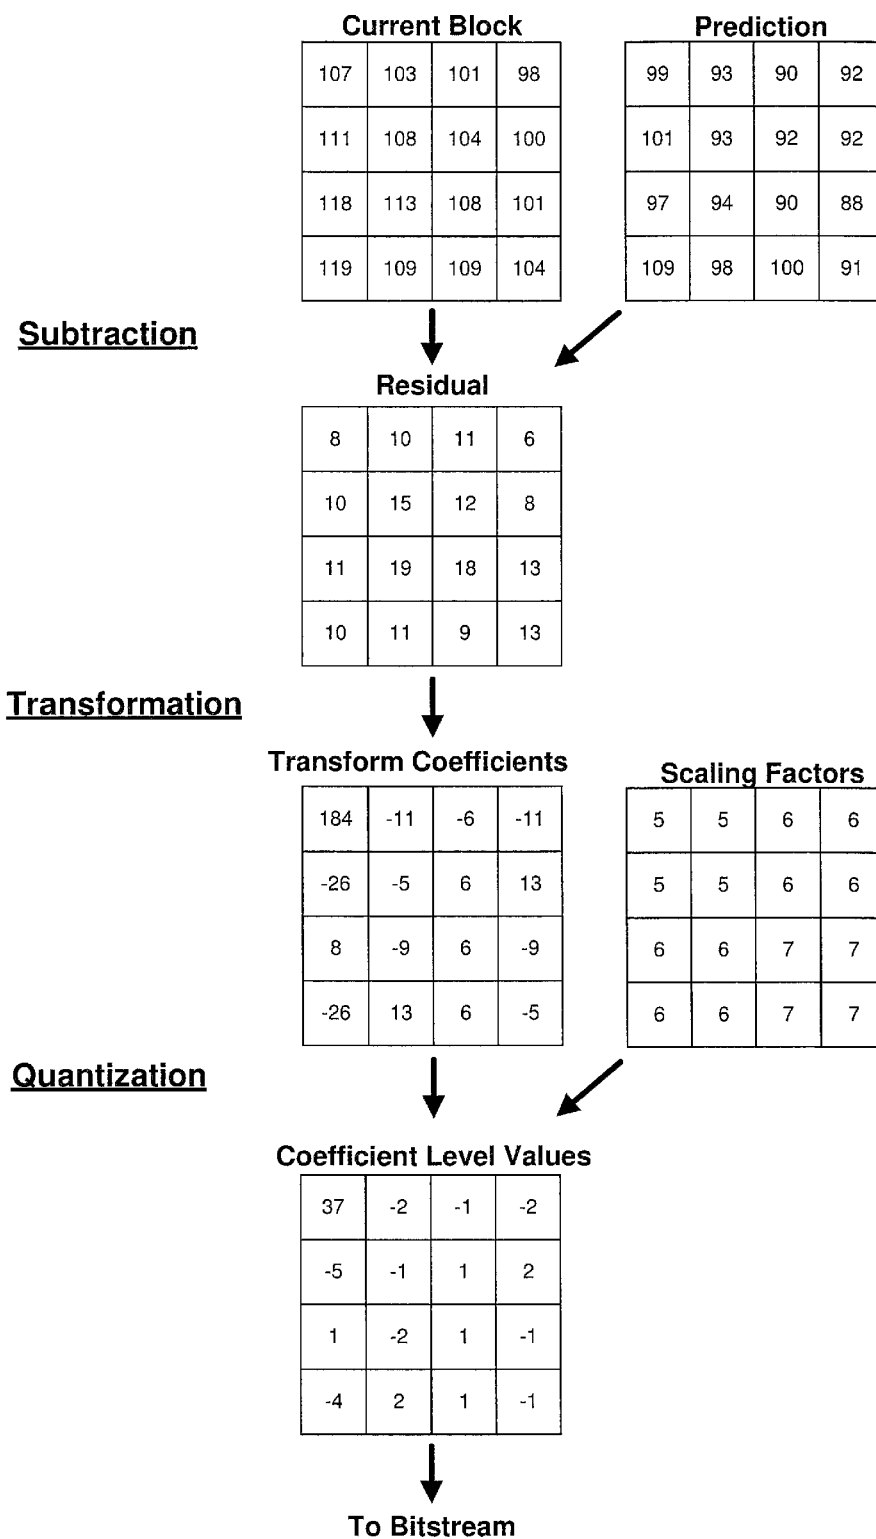 Current Block
Prediction
107 103 101 98
99 93 90 92
111 108 104 100
101 93 92 92
118 113 108 101
97 94 90 88
119 109 109 104
109 98 100 91
Subtraction
Residual
8 10 11 6
10 15 12 8
11 19 18 13
10 11 9 13
Transformation
Transform Coefficients
Scaling Factors
184 -11 -6 -11
5 5 6 6
-26 -5 6 13
5 5 6 6
8 -9 6 -9
6 6 7 7
-26 13 6 -5
6 6 7 7
Quantization
Coefficient Level Values
37 -2 -1 -2
-5 -1 1 2
1 -2 1 -1
-4 2 1 -1
To Bitstream